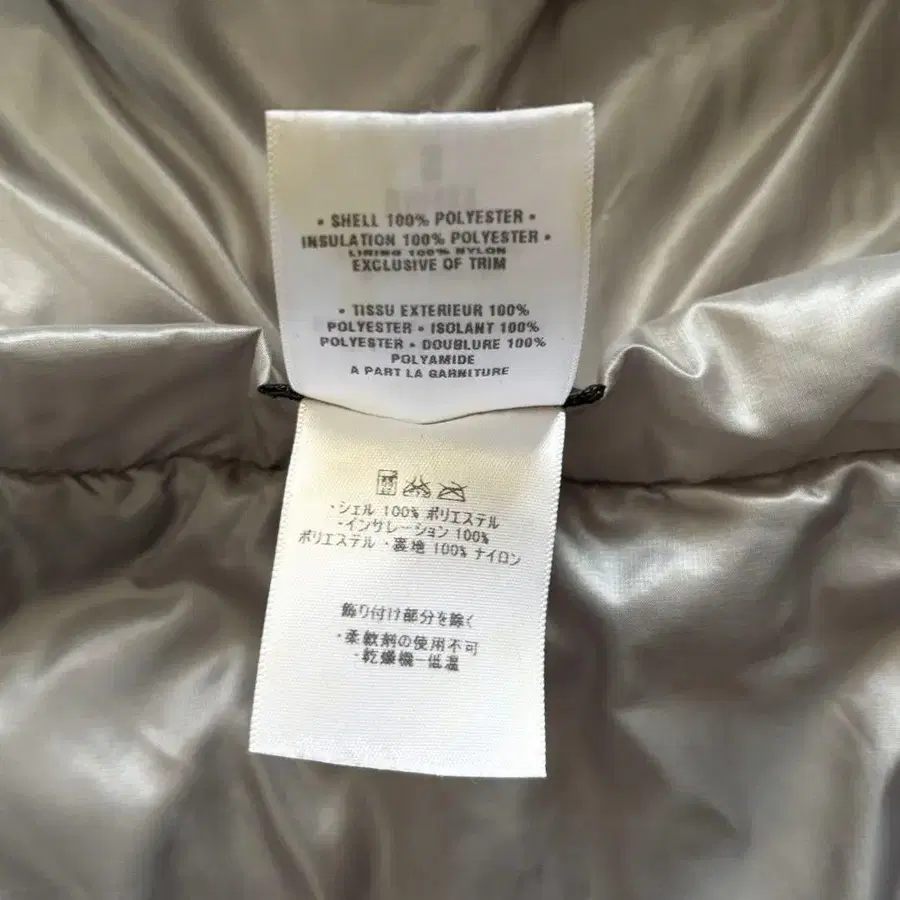 • SHELL 100% POLYESTER •
INSULATION 100% POLYESTER •
LINING 100% NYLON
EXCLUSIVE OF TRIM
• TISSU EXTERIEUR 100%
POLYESTER • ISOLANT 100%
POLYESTER • DOUBLURE 100%
POLYAMIDE
A PART LA GARNITURE
・シェル 100% ポリエステル
・インサレーション 100%
ポリエステル ・裏地 100% ナイロン
飾り付け部分を除く
・柔軟剤の使用不可
・乾燥機-低温